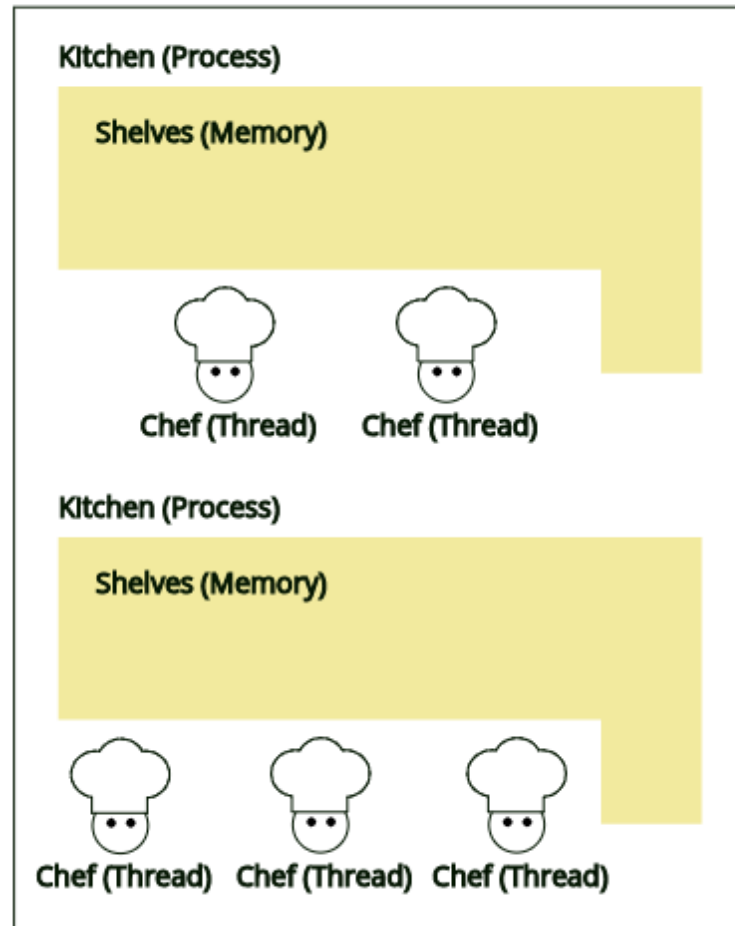 Kitchen (Process)
Shelves (Memory)
Chef (Thread) Chef (Thread)
Kitchen (Process)
Shelves (Memory)
Chef (Thread) Chef (Thread) Chef (Thread)